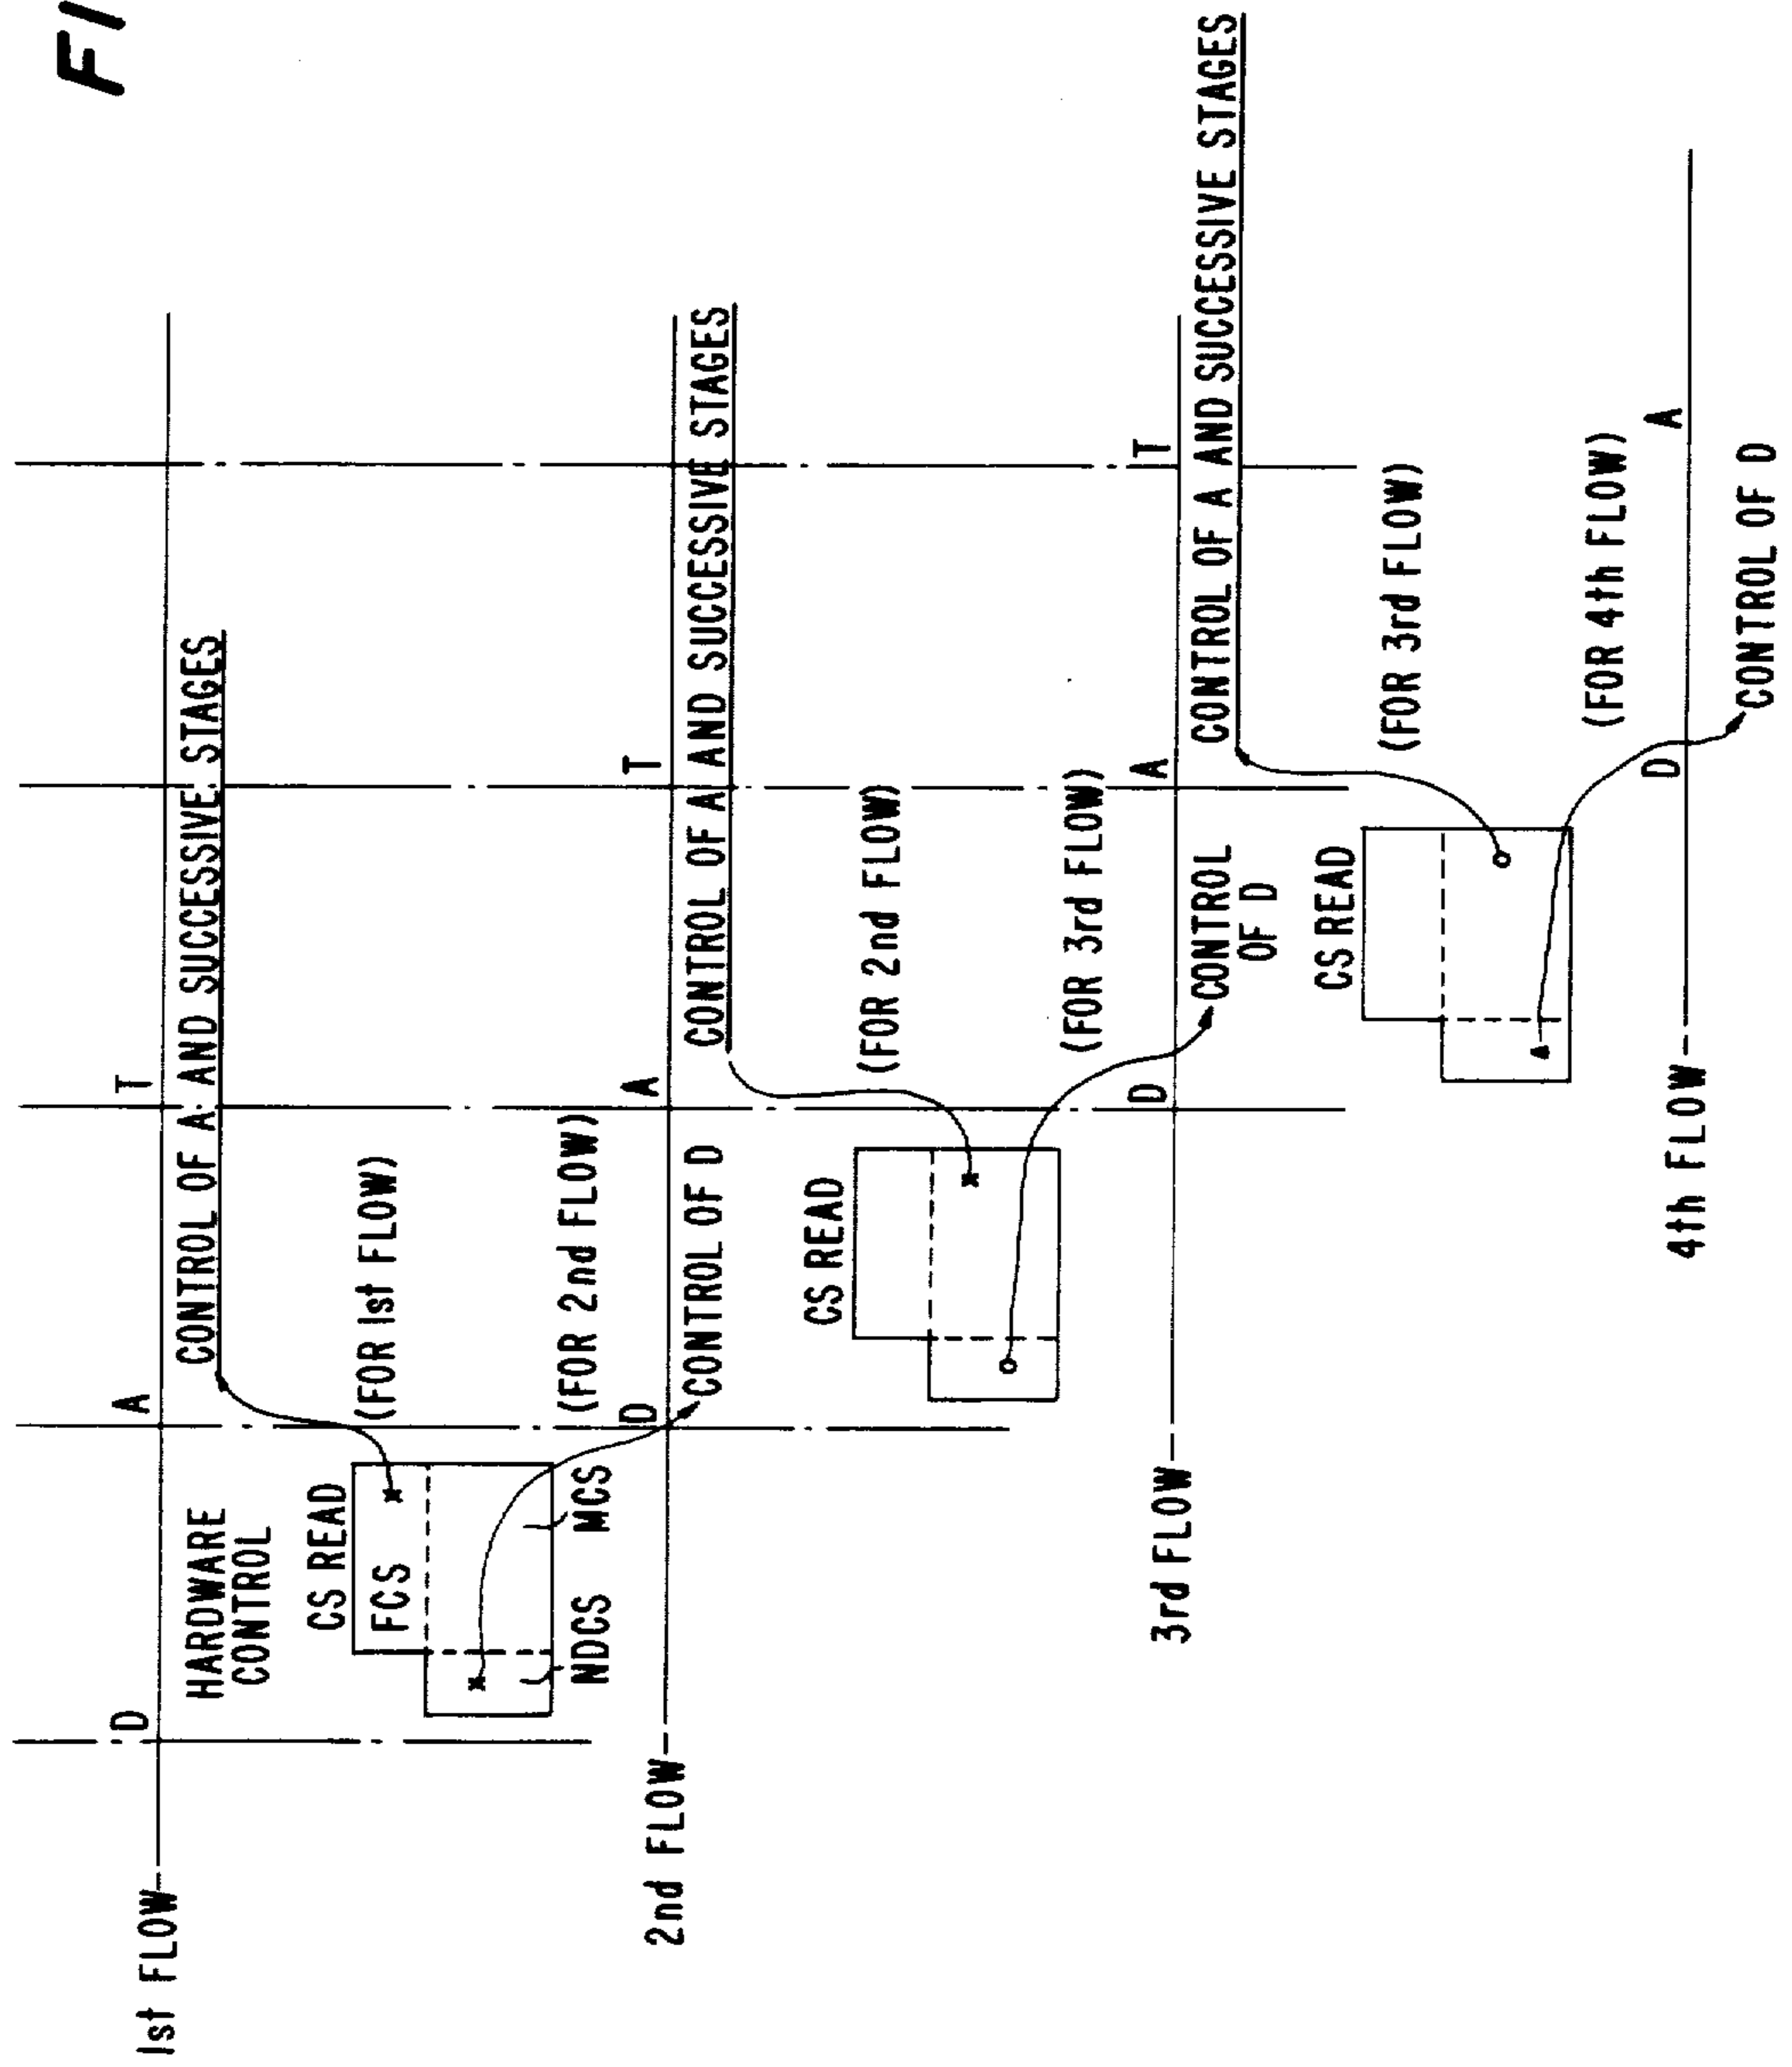 FI
1st FLOW
D
A
T
HARDWARE
CONTROL
CONTROL OF A AND SUCCESSIVE STAGES
CS READ
FCS
(FOR 1st FLOW)
NDCS
MCS
(FOR 2nd FLOW)
2nd FLOW
D
A
T
CONTROL OF D
CONTROL OF A AND SUCCESSIVE STAGES
CS READ
(FOR 2nd FLOW)
(FOR 3rd FLOW)
3rd FLOW
D
A
T
CONTROL
OF D
CONTROL OF A AND SUCCESSIVE STAGES
CS READ
(FOR 3rd FLOW)
(FOR 4th FLOW)
4th FLOW
D
A
CONTROL OF D